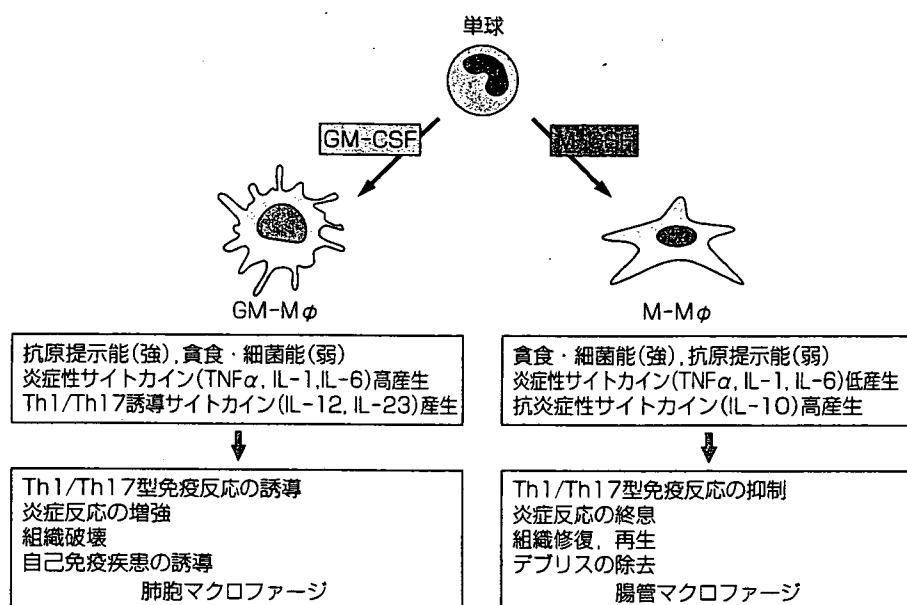 単球
GM-CSF
M-CSF
GM-Mφ
M-Mφ
抗原提示能(強),貪食・細菌能(弱)
炎症性サイトカイン(TNFα, IL-1,IL-6)高産生
Th1/Th17誘導サイトカイン(IL-12, IL-23)産生
貪食・細菌能(強),抗原提示能(弱)
炎症性サイトカイン(TNFα, IL-1, IL-6)低産生
抗炎症性サイトカイン(IL-10)高産生
Th1/Th17型免疫反応の誘導
炎症反応の増強
組織破壊
自己免疫疾患の誘導
肺胞マクロファージ
Th1/Th17型免疫反応の抑制
炎症反応の終息
組織修復, 再生
デブリスの除去
腸管マクロファージ